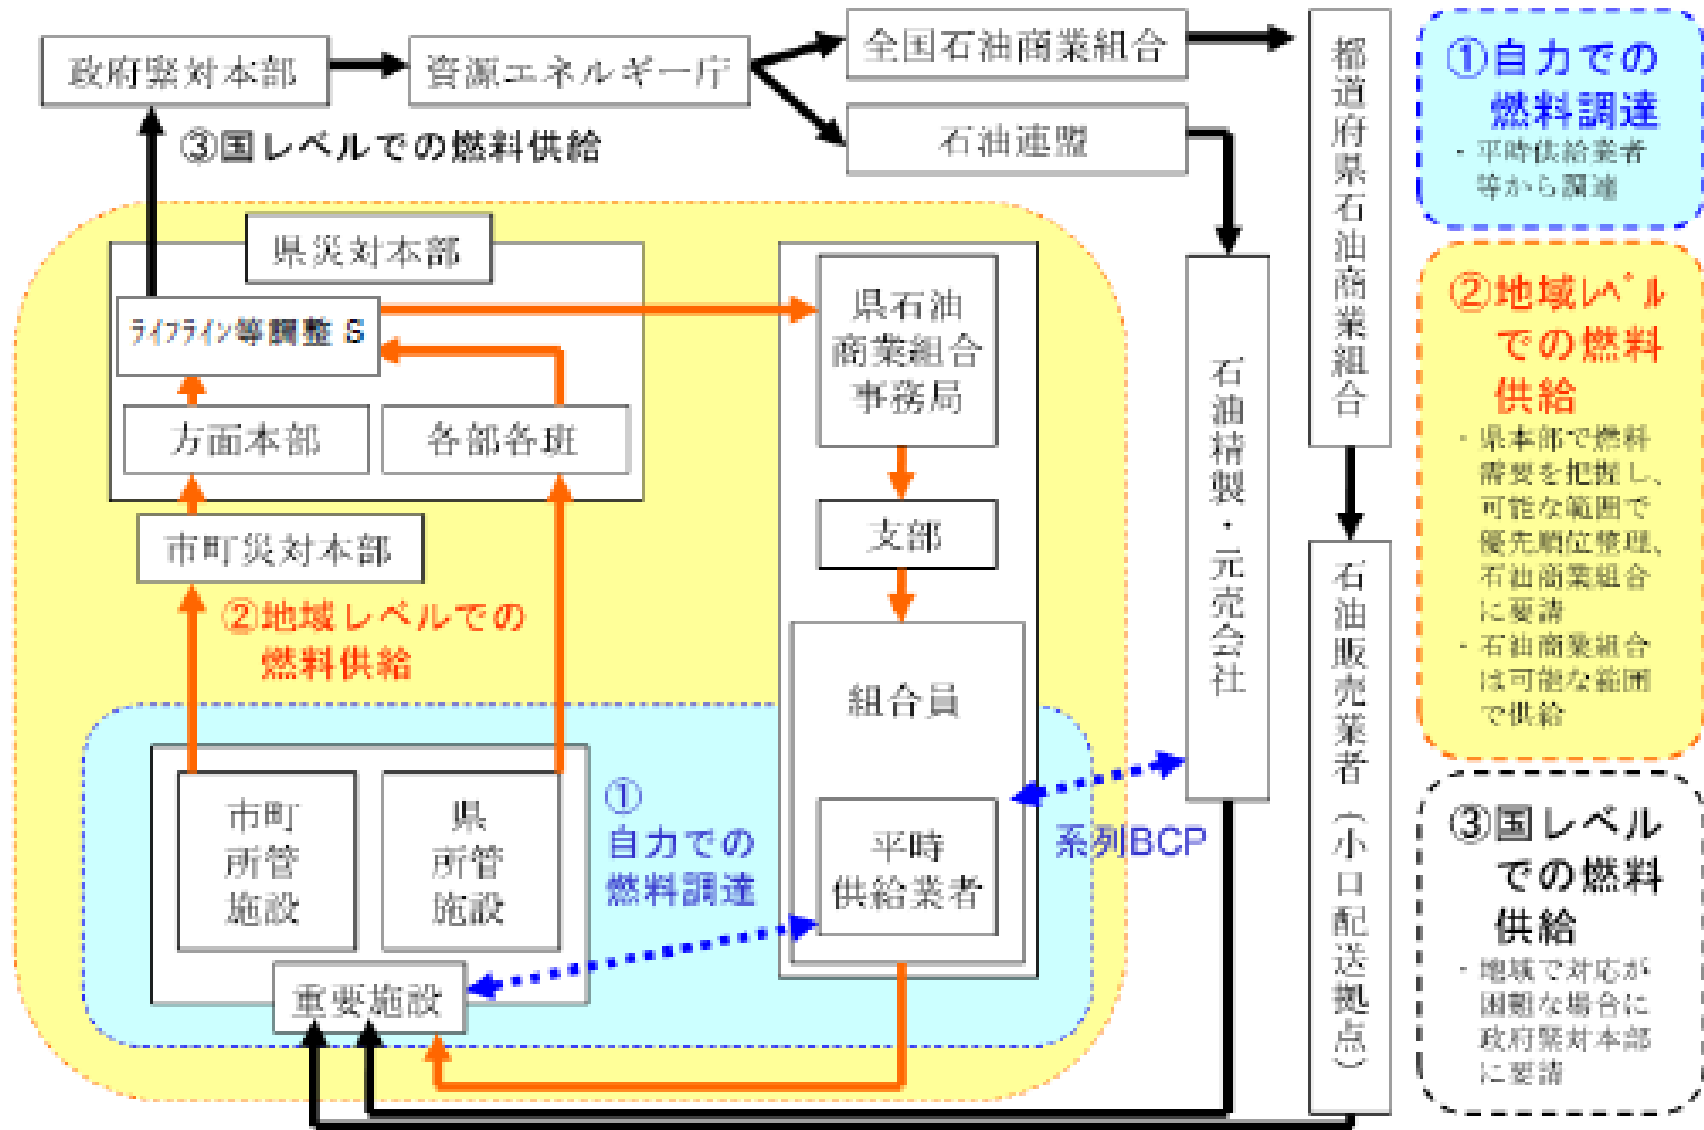 政府緊対本部
資源エネルギー庁
全国石油商業組合
石油連盟
都道府県石油商業組合
③国レベルでの燃料供給
県災対本部
ライフライン等調整 S
方面本部
各部各班
市町災対本部
②地域レベルでの
燃料供給
県石油
商業組合
事務局
支部
組合員
平時
供給業者
石油精製・元売会社
石油販売業者（小口配送拠点）
市町
所管
施設
県
所管
施設
重要施設
①
自力での
燃料調達
系列BCP
①自力での
燃料調達
・平時供給業者
等から調達
②地域レベル
での燃料
供給
・県本部で燃料
需要を把握し、
可能な範囲で
優先順位整理、
石油商業組合
に要請
・石油商業組合
は可能な範囲
で供給
③国レベル
での燃料
供給
・地域で対応が
困難な場合に
政府緊対本部
に要請